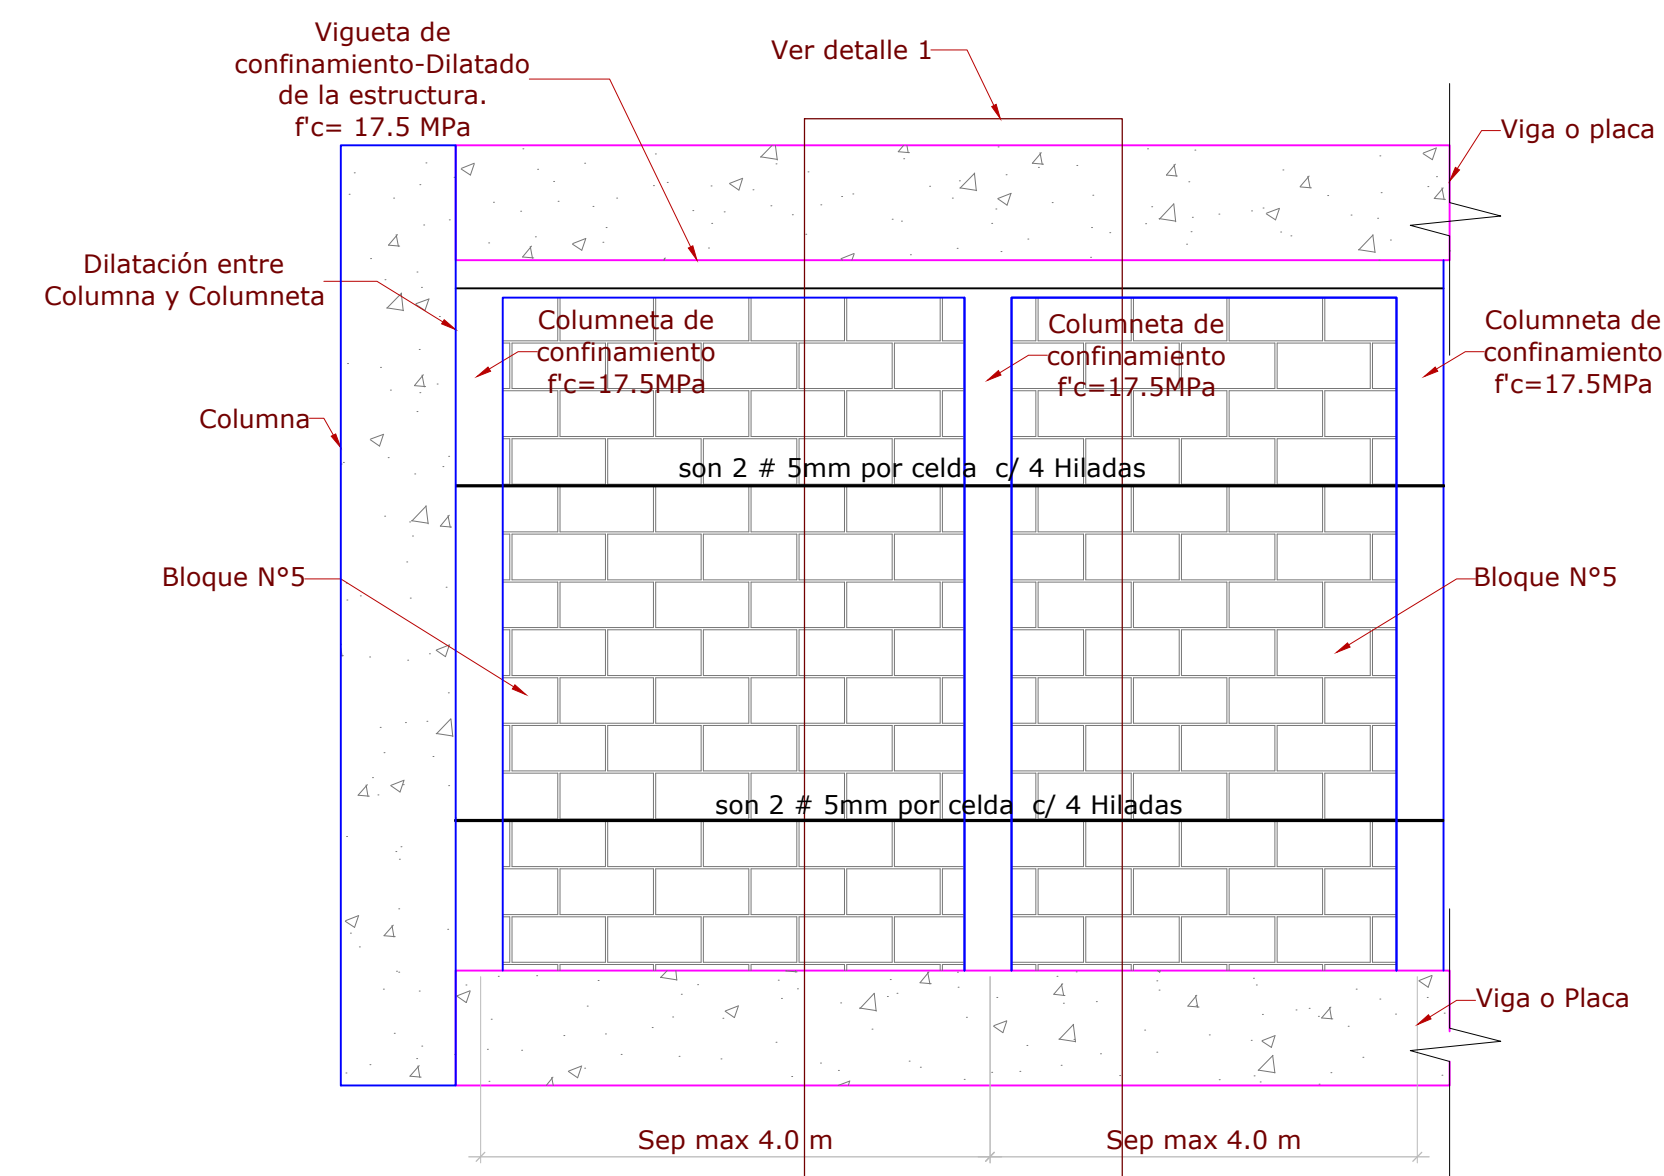 Vigueta de
confinamiento-Dilatado
de la estructura.
f'c= 17.5 MPa
Ver detalle 1
Viga o placa
Dilatación entre
Columna y Columneta
Columneta de
confinamiento
f'c=17.5MPa
Columneta de
confinamiento
f'c=17.5MPa
Columneta de
confinamiento
f'c=17.5MPa
Columna
son 2 # 5mm por celda c/ 4 Hiladas
Bloque N°5
Bloque N°5
son 2 # 5mm por celda c/ 4 Hiladas
Viga o Placa
Sep max 4.0 m
Sep max 4.0 m